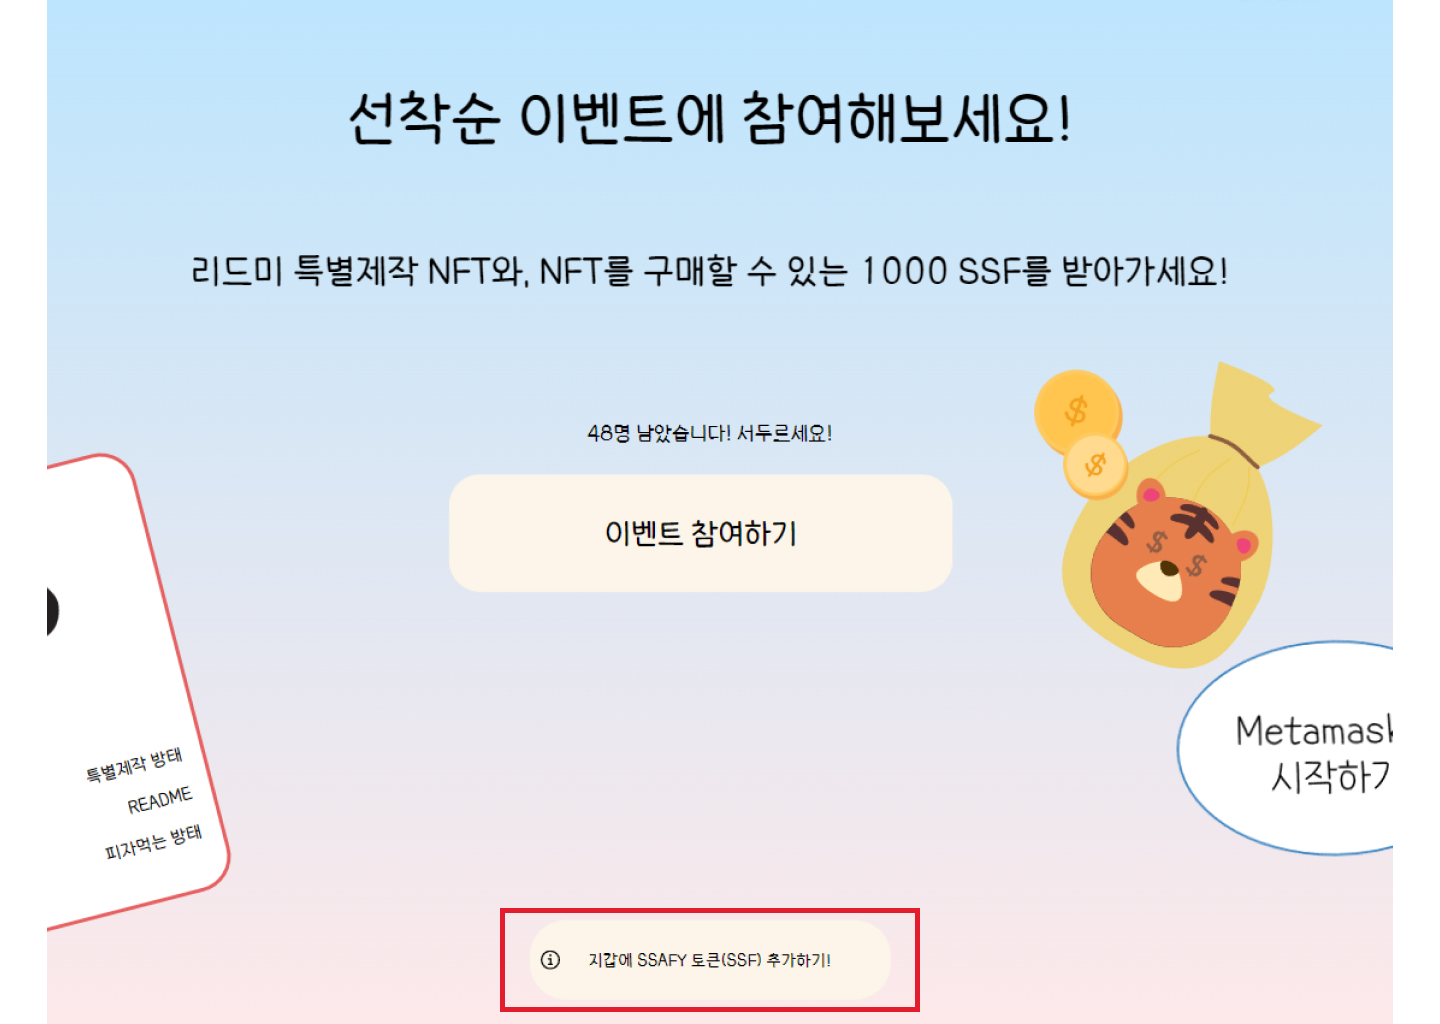 선착순 이벤트에 참여해보세요!
리드미 특별제작 NFT와, NFT를 구매할 수 있는 1000 SSF를 받아가세요!
48명 남았습니다! 서두르세요!
이벤트 참여하기
Metamask
시작하기
특별제작 방태
README
피자먹는 방태
지갑에 SSAFY 토큰(SSF) 추가하기!